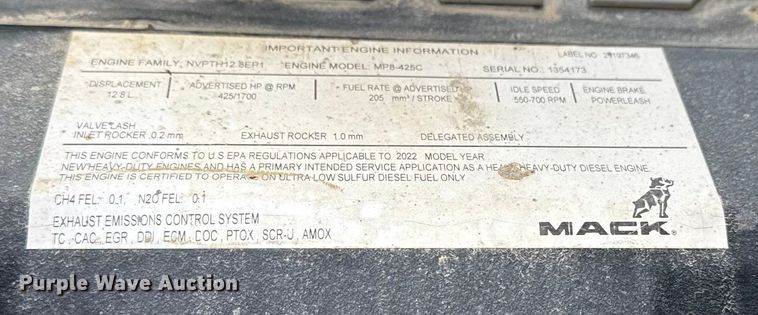 IMPORTANT ENGINE INFORMATION
LABEL NO. 24197346
ENGINE FAMILY: NVPTH12.8EP1 ENGINE MODEL: MP8-425C SERIAL NO.: 1354173
DISPLACEMENT 12.8 L
ADVERTISED HP @ RPM 425/1700
FUEL RATE @ ADVERTISED HP 205 mm³ / STROKE
IDLE SPEED 550-700 RPM
ENGINE BRAKE POWERLEASH
VALVE LASH
INLET ROCKER 0.2 mm EXHAUST ROCKER 1.0 mm DELEGATED ASSEMBLY
THIS ENGINE CONFORMS TO U S EPA REGULATIONS APPLICABLE TO 2022 MODEL YEAR
NEW HEAVY-DUTY ENGINES AND HAS A PRIMARY INTENDED SERVICE APPLICATION AS A HEAVY HEAVY-DUTY DIESEL ENGINE
THIS ENGINE IS CERTIFIED TO OPERATE ON ULTRA-LOW SULFUR DIESEL FUEL ONLY
CH4 FEL: 0.1, N2O FEL: 0.1
EXHAUST EMISSIONS CONTROL SYSTEM
TC, CAC, EGR, DDI, ECM, DOC, PTOX, SCR-U, AMOX
MACK
Purple Wave Auction
Purple Wave Auction